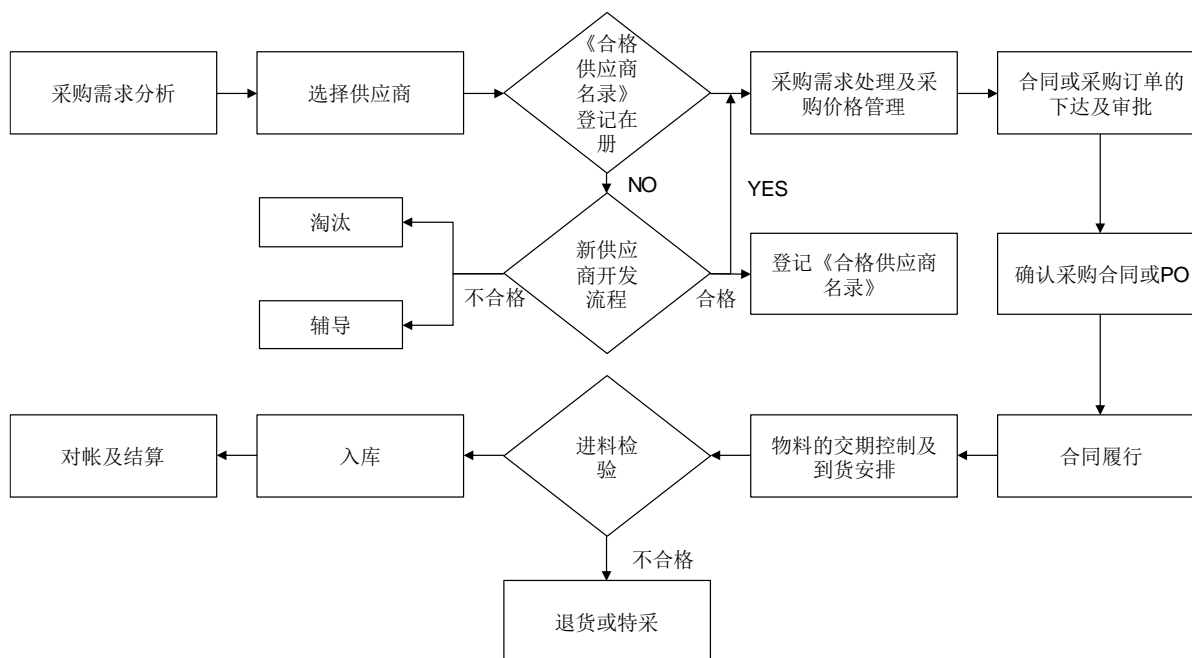 采购需求分析
选择供应商
《合格
供应商
名录》
登记在
册
采购需求处理及采
购价格管理
合同或采购订单的
下达及审批
NO
YES
淘汰
新供应
商开发
流程
登记《合格供应商
名录》
确认采购合同或PO
不合格
合格
辅导
对帐及结算
入库
进料检
验
物料的交期控制及
到货安排
合同履行
不合格
退货或特采